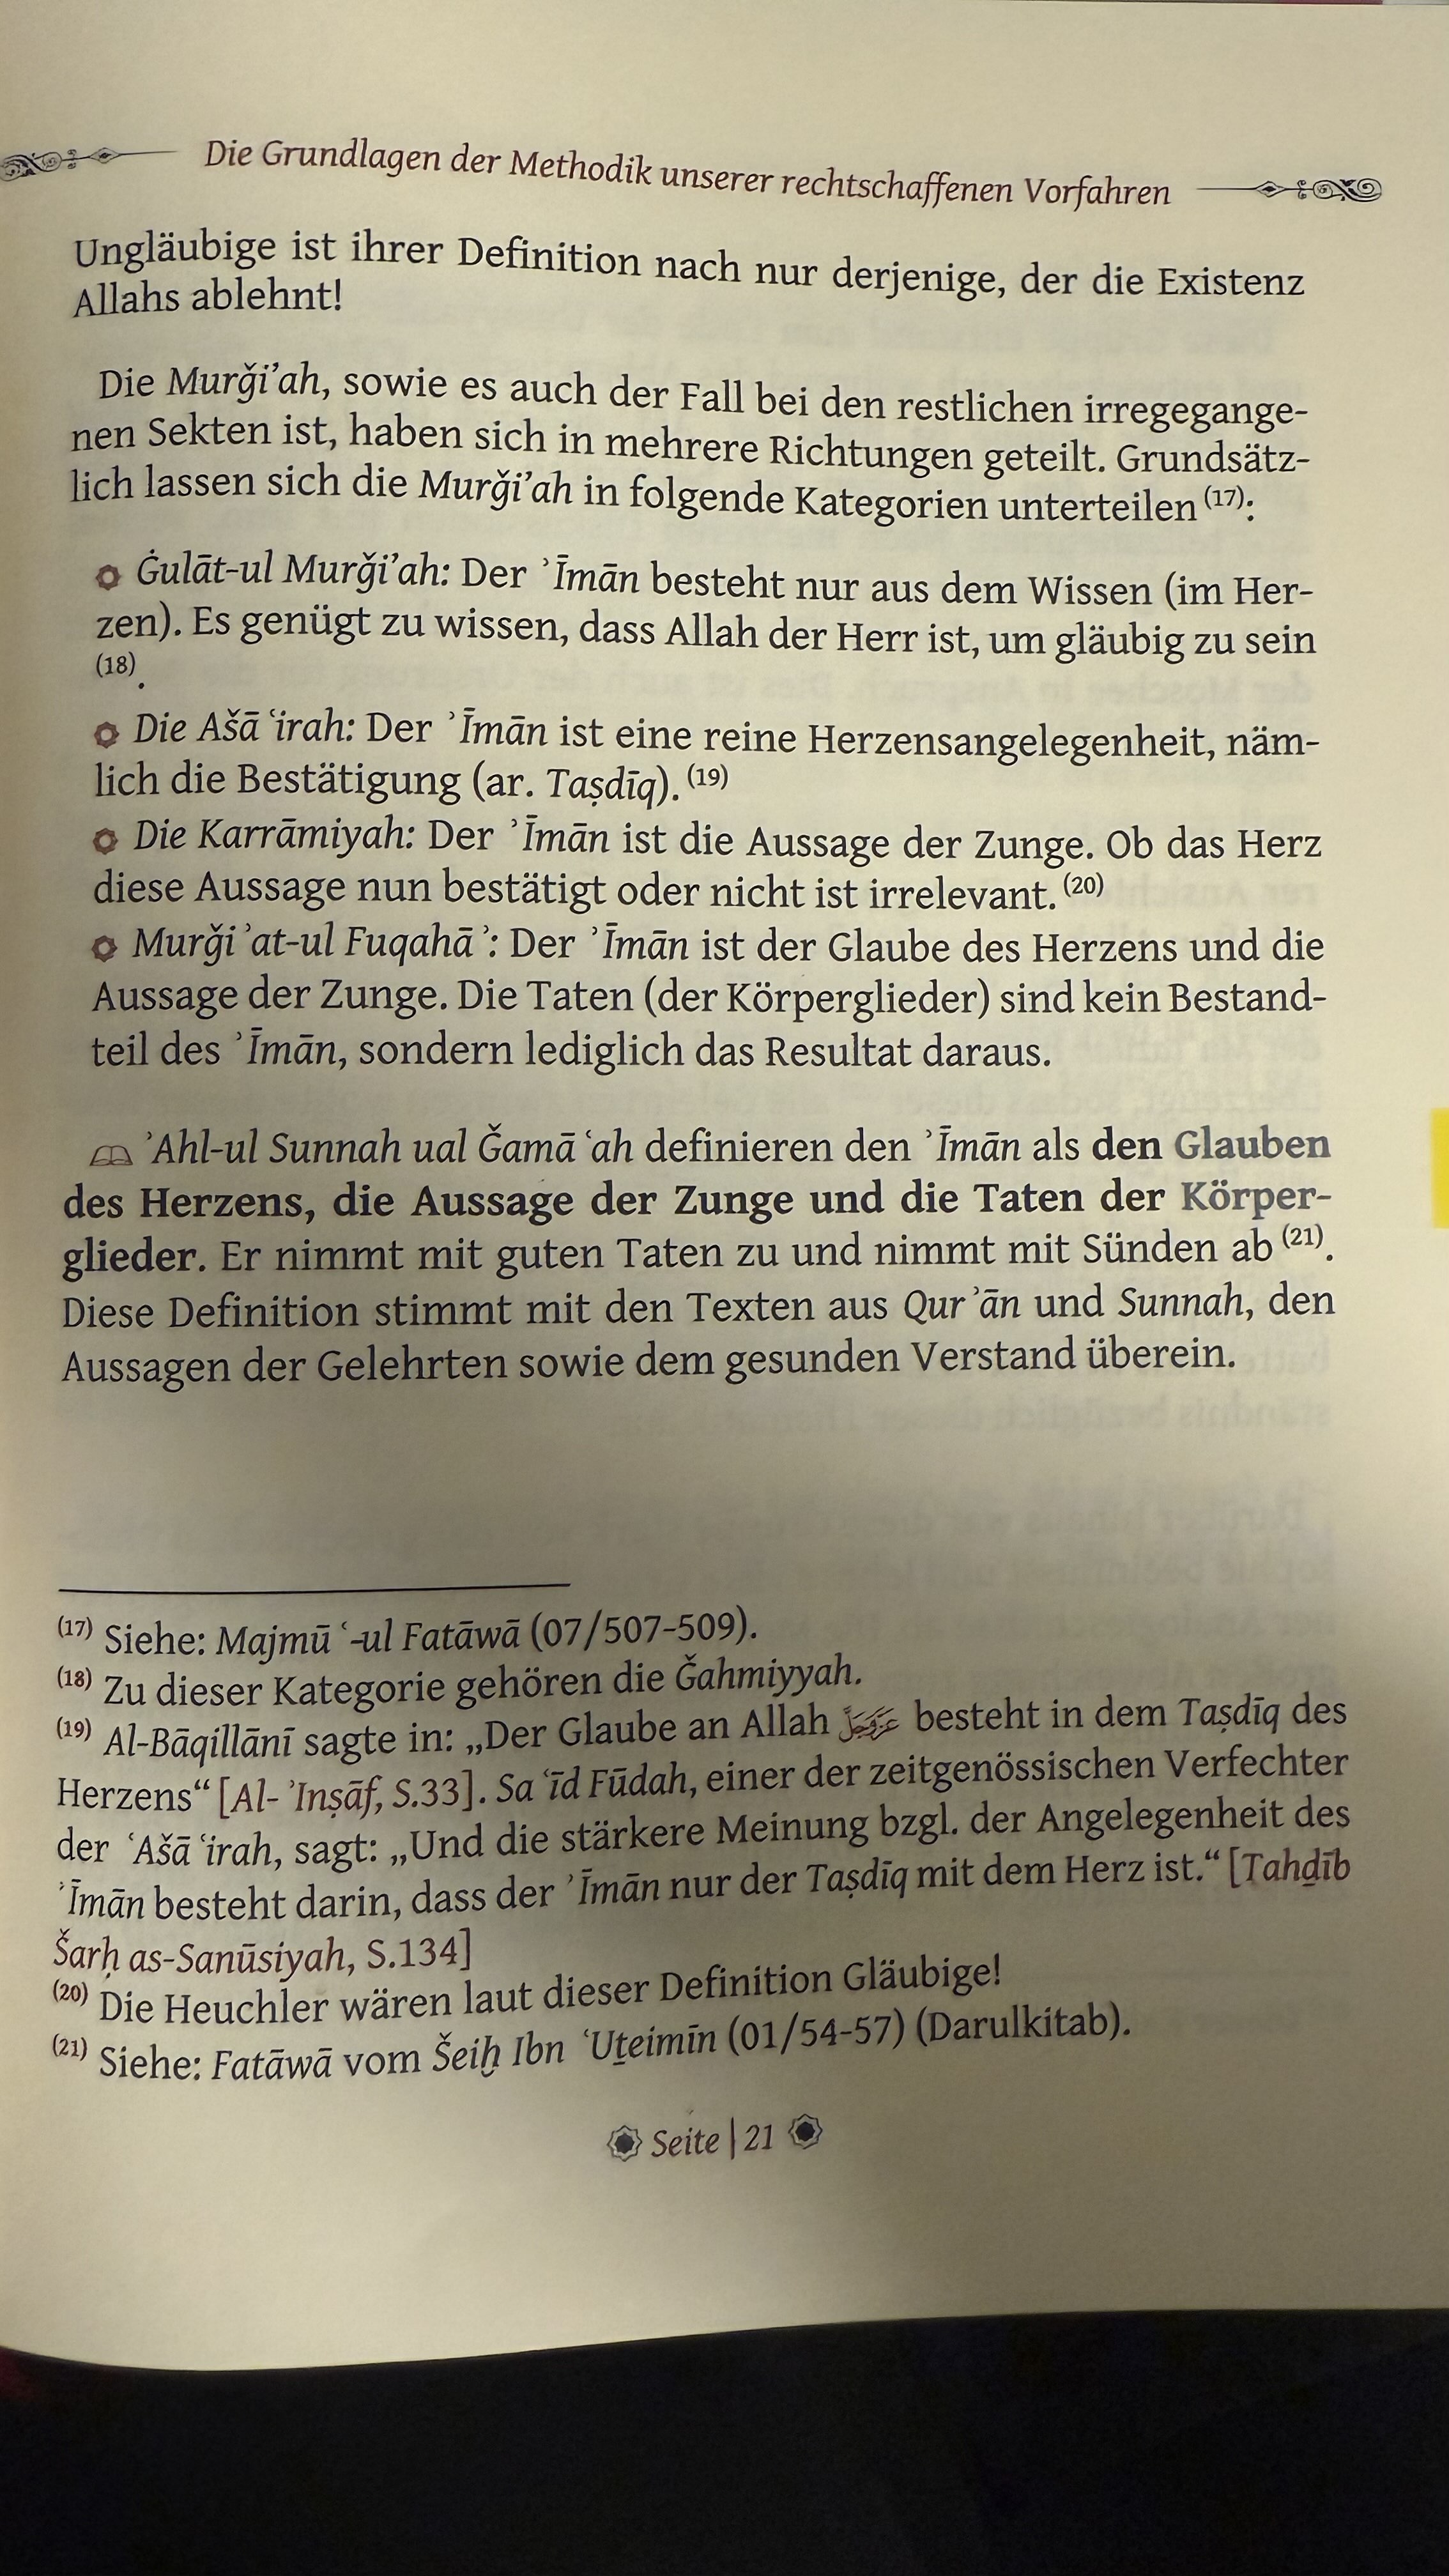 Die Grundlagen der Methodik unserer rechtschaffenen Vorfahren
Ungläubige ist ihrer Definition nach nur derjenige, der die Existenz
Allahs ablehnt!
Die Murǧi’ah, sowie es auch der Fall bei den restlichen irregegange-
nen Sekten ist, haben sich in mehrere Richtungen geteilt. Grundsätz-
lich lassen sich die Murǧi’ah in folgende Kategorien unterteilen (17):
Ġulāt-ul Murǧi’ah: Der ʾĪmān besteht nur aus dem Wissen (im Her-
zen). Es genügt zu wissen, dass Allah der Herr ist, um gläubig zu sein
(18).
Die Ašāʿirah: Der ʾĪmān ist eine reine Herzensangelegenheit, näm-
lich die Bestätigung (ar. Taṣdīq). (19)
Die Karrāmiyah: Der ʾĪmān ist die Aussage der Zunge. Ob das Herz
diese Aussage nun bestätigt oder nicht ist irrelevant. (20)
Murǧiʾat-ul Fuqahāʾ: Der ʾĪmān ist der Glaube des Herzens und die
Aussage der Zunge. Die Taten (der Körperglieder) sind kein Bestand-
teil des ʾĪmān, sondern lediglich das Resultat daraus.
ʾAhl-ul Sunnah ual Ǧamāʿah definieren den ʾĪmān als den Glauben
des Herzens, die Aussage der Zunge und die Taten der Körper-
glieder. Er nimmt mit guten Taten zu und nimmt mit Sünden ab (21).
Diese Definition stimmt mit den Texten aus Qurʾān und Sunnah, den
Aussagen der Gelehrten sowie dem gesunden Verstand überein.
(17) Siehe: Majmūʿ-ul Fatāwā (07/507-509).
(18) Zu dieser Kategorie gehören die Ǧahmiyyah.
(19) Al-Bāqillānī sagte in: „Der Glaube an Allah عَزَّوَجَلَّ besteht in dem Taṣdīq des
Herzens“ [Al-ʾInṣāf, S.33]. Saʿīd Fūdah, einer der zeitgenössischen Verfechter
der ʿAšāʿirah, sagt: „Und die stärkere Meinung bzgl. der Angelegenheit des
ʾĪmān besteht darin, dass der ʾĪmān nur der Taṣdīq mit dem Herz ist.“ [Tahḏīb
Šarḥ as-Sanūsiyah, S.134]
(20) Die Heuchler wären laut dieser Definition Gläubige!
(21) Siehe: Fatāwā vom Šeiḫ Ibn ʿUṯeimīn (01/54-57) (Darulkitab).
Seite | 21